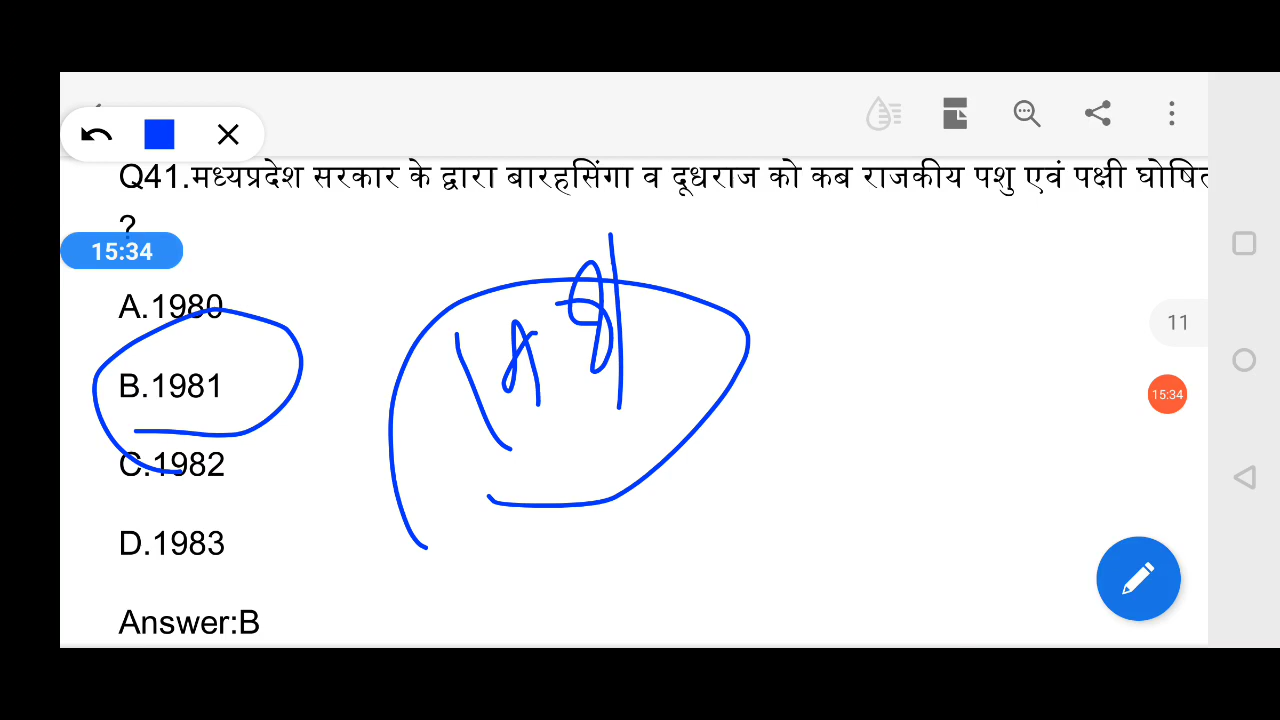 Q41.मध्यप्रदेश सरकार के द्वारा बारहसिंगा व दूधराज को कब राजकीय पशु एवं पक्षी घोषित
?
15:34
A.1980
11
B.1981
15:34
C.1982
D.1983
Answer:B